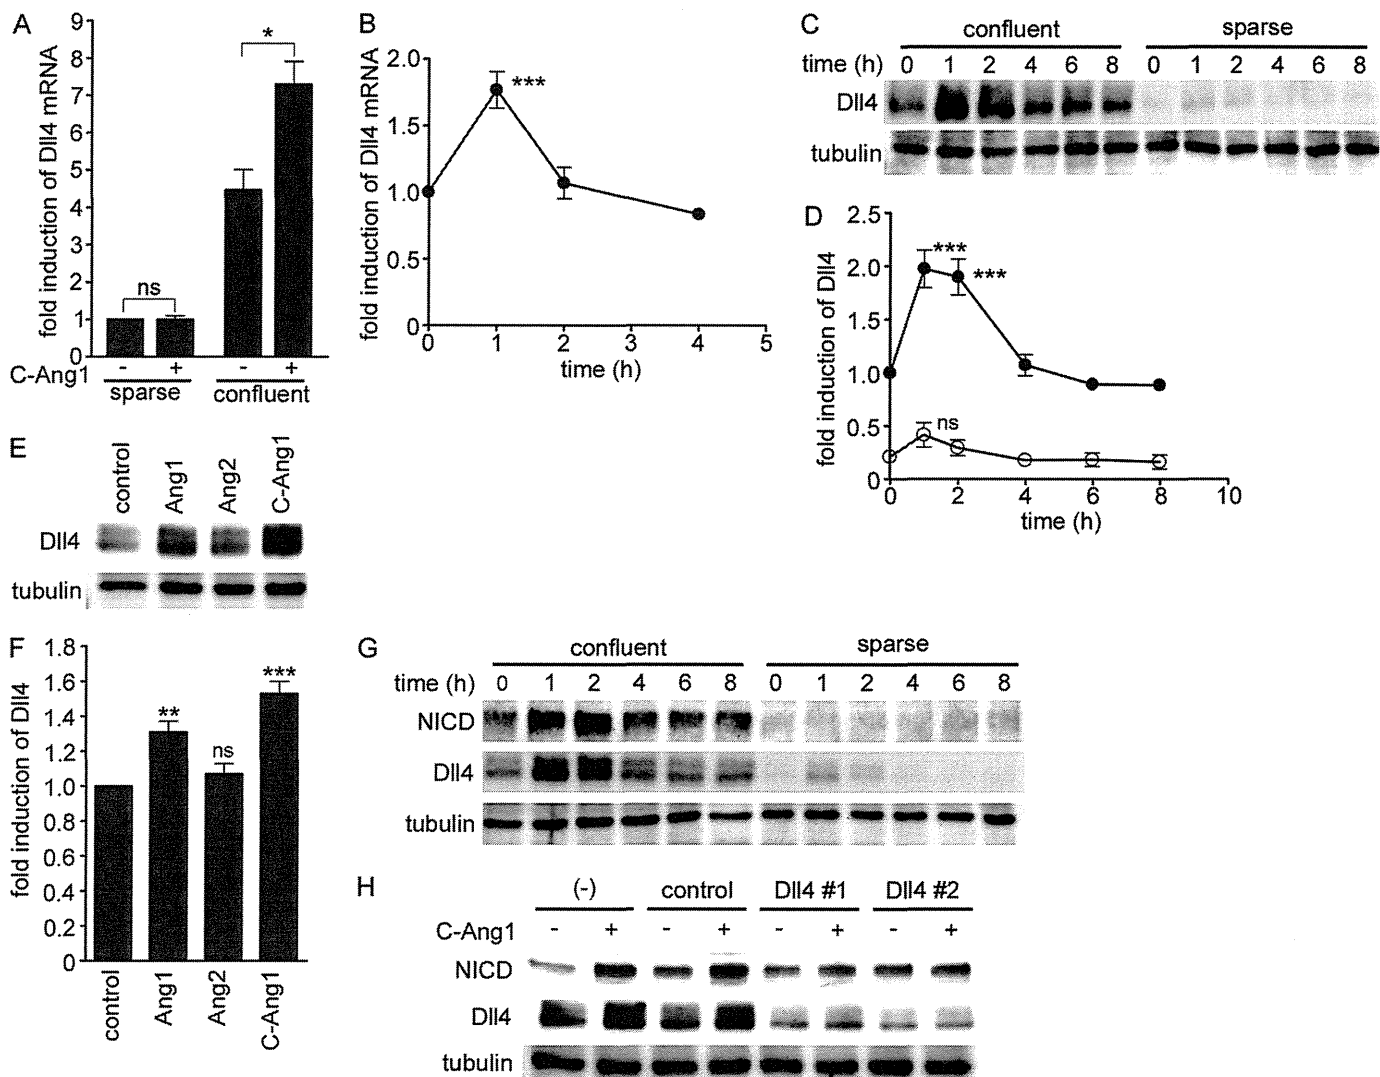 A
fold induction of Dll4 mRNA
9
8
7
6
5
4
3
2
1
0
*
ns
C-Ang1 - + - +
sparse confluent
B
fold induction of Dll4 mRNA
2.0
1.5
1.0
0.5
0
***
0 1 2 3 4 5
time (h)
C
confluent sparse
time (h) 0 1 2 4 6 8 0 1 2 4 6 8
Dll4
tubulin
D
fold induction of Dll4
2.5
2.0
1.5
1.0
0.5
0
***
***
ns
0 2 4 6 8 10
time (h)
E
control Ang1 Ang2 C-Ang1
Dll4
tubulin
F
fold induction of Dll4
1.8
1.6
1.4
1.2
1.0
0.8
0.6
0.4
0.2
0
**
ns
***
control Ang1 Ang2 C-Ang1
G
confluent sparse
time (h) 0 1 2 4 6 8 0 1 2 4 6 8
NICD
Dll4
tubulin
H
(-) control Dll4 #1 Dll4 #2
C-Ang1 - + - + - + - +
NICD
Dll4
tubulin